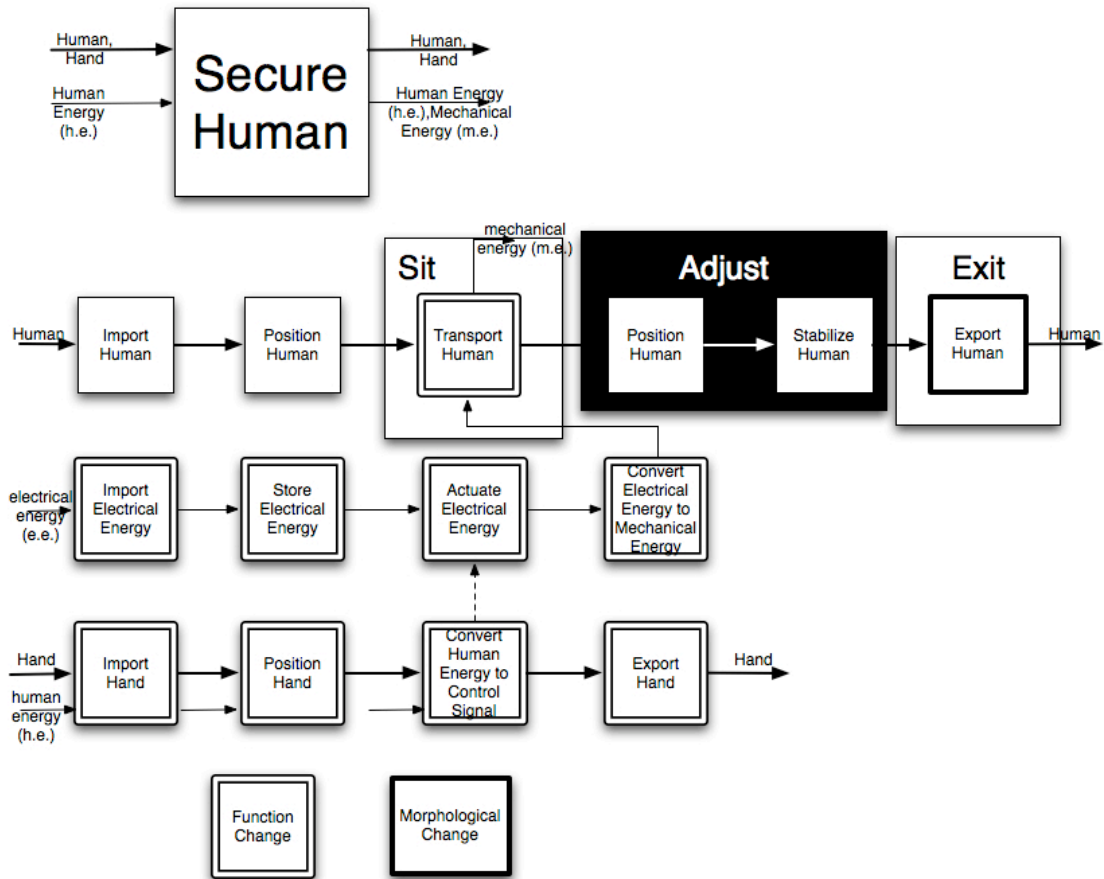 Human,
Hand
Human
Energy
(h.e.)
Secure
Human
Human,
Hand
Human Energy
(h.e.),Mechanical
Energy (m.e.)
mechanical
energy (m.e.)
Sit
Adjust
Exit
Human
Import
Human
Position
Human
Transport
Human
Position
Human
Stabilize
Human
Export
Human
Human
electrical
energy
(e.e.)
Import
Electrical
Energy
Store
Electrical
Energy
Actuate
Electrical
Energy
Convert
Electrical
Energy to
Mechanical
Energy
Hand
human
energy
(h.e.)
Import
Hand
Position
Hand
Convert
Human
Energy to
Control
Signal
Export
Hand
Hand
Function
Change
Morphological
Change